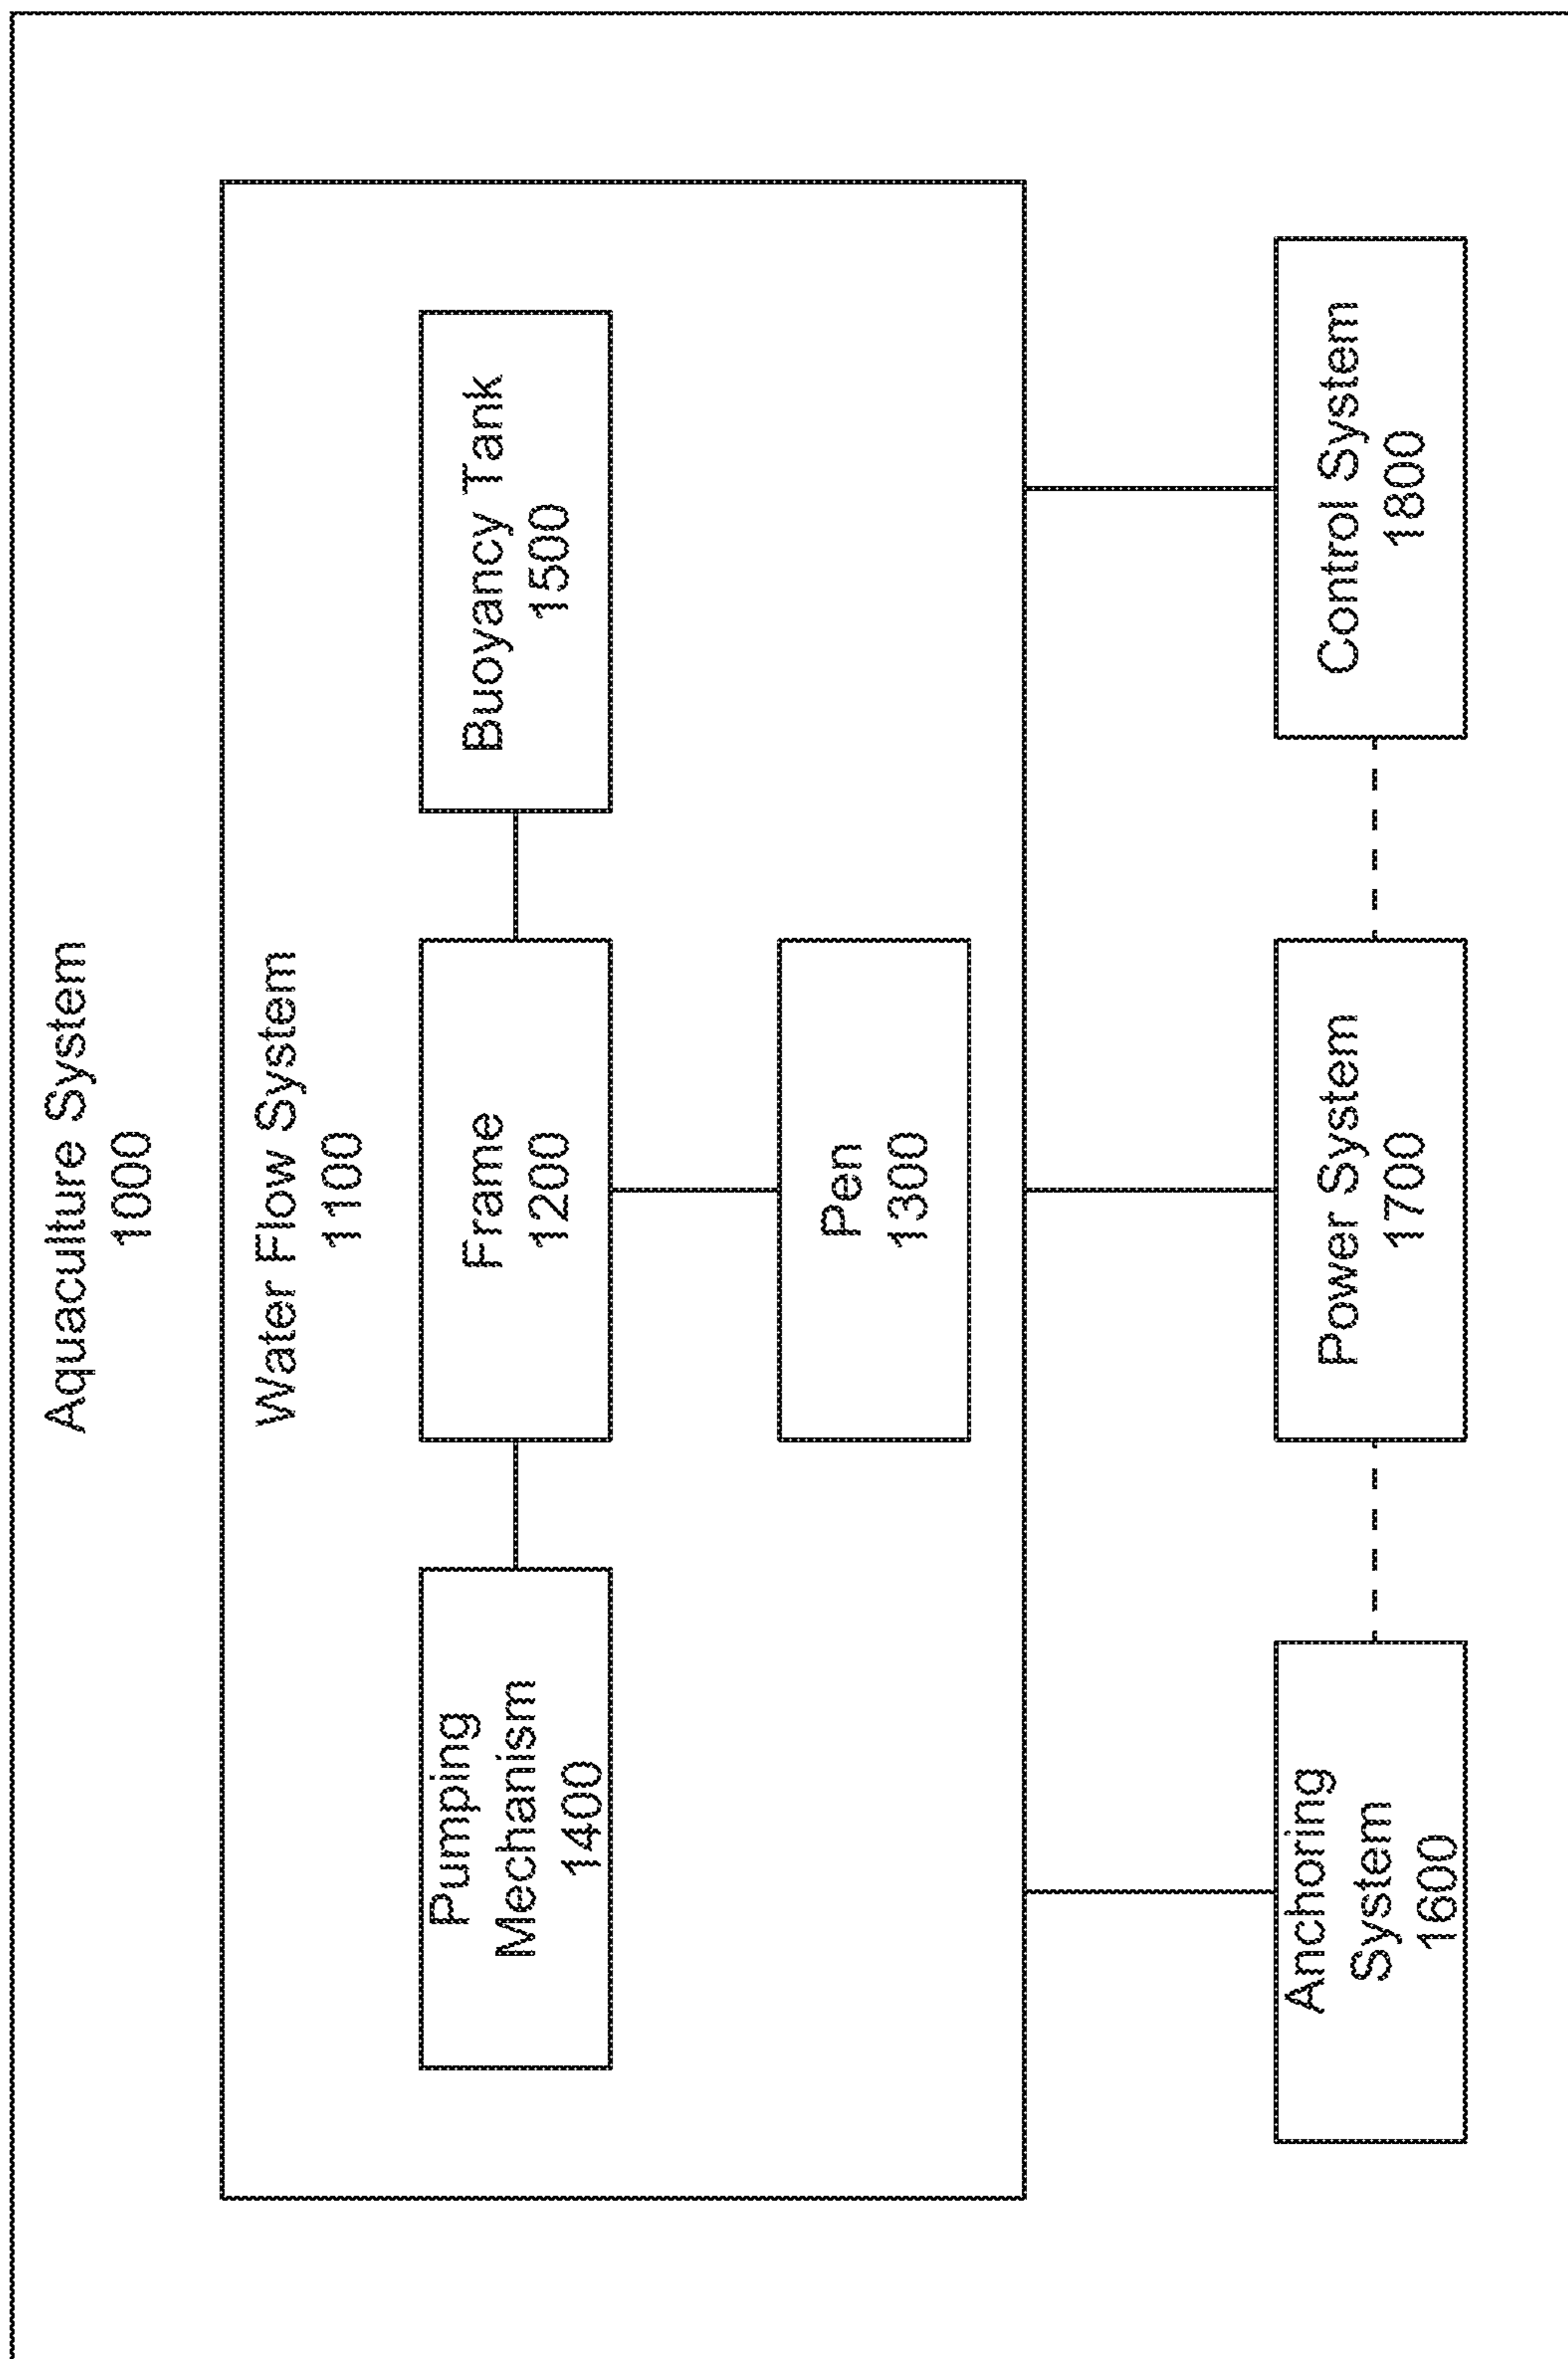 Aquaculture System
1000
Water Flow System
1100
Pumping
Mechanism
1400
Frame
1200
Buoyancy Tank
1500
Pen
1300
Anchoring
System
1600
Power System
1700
Control System
1800